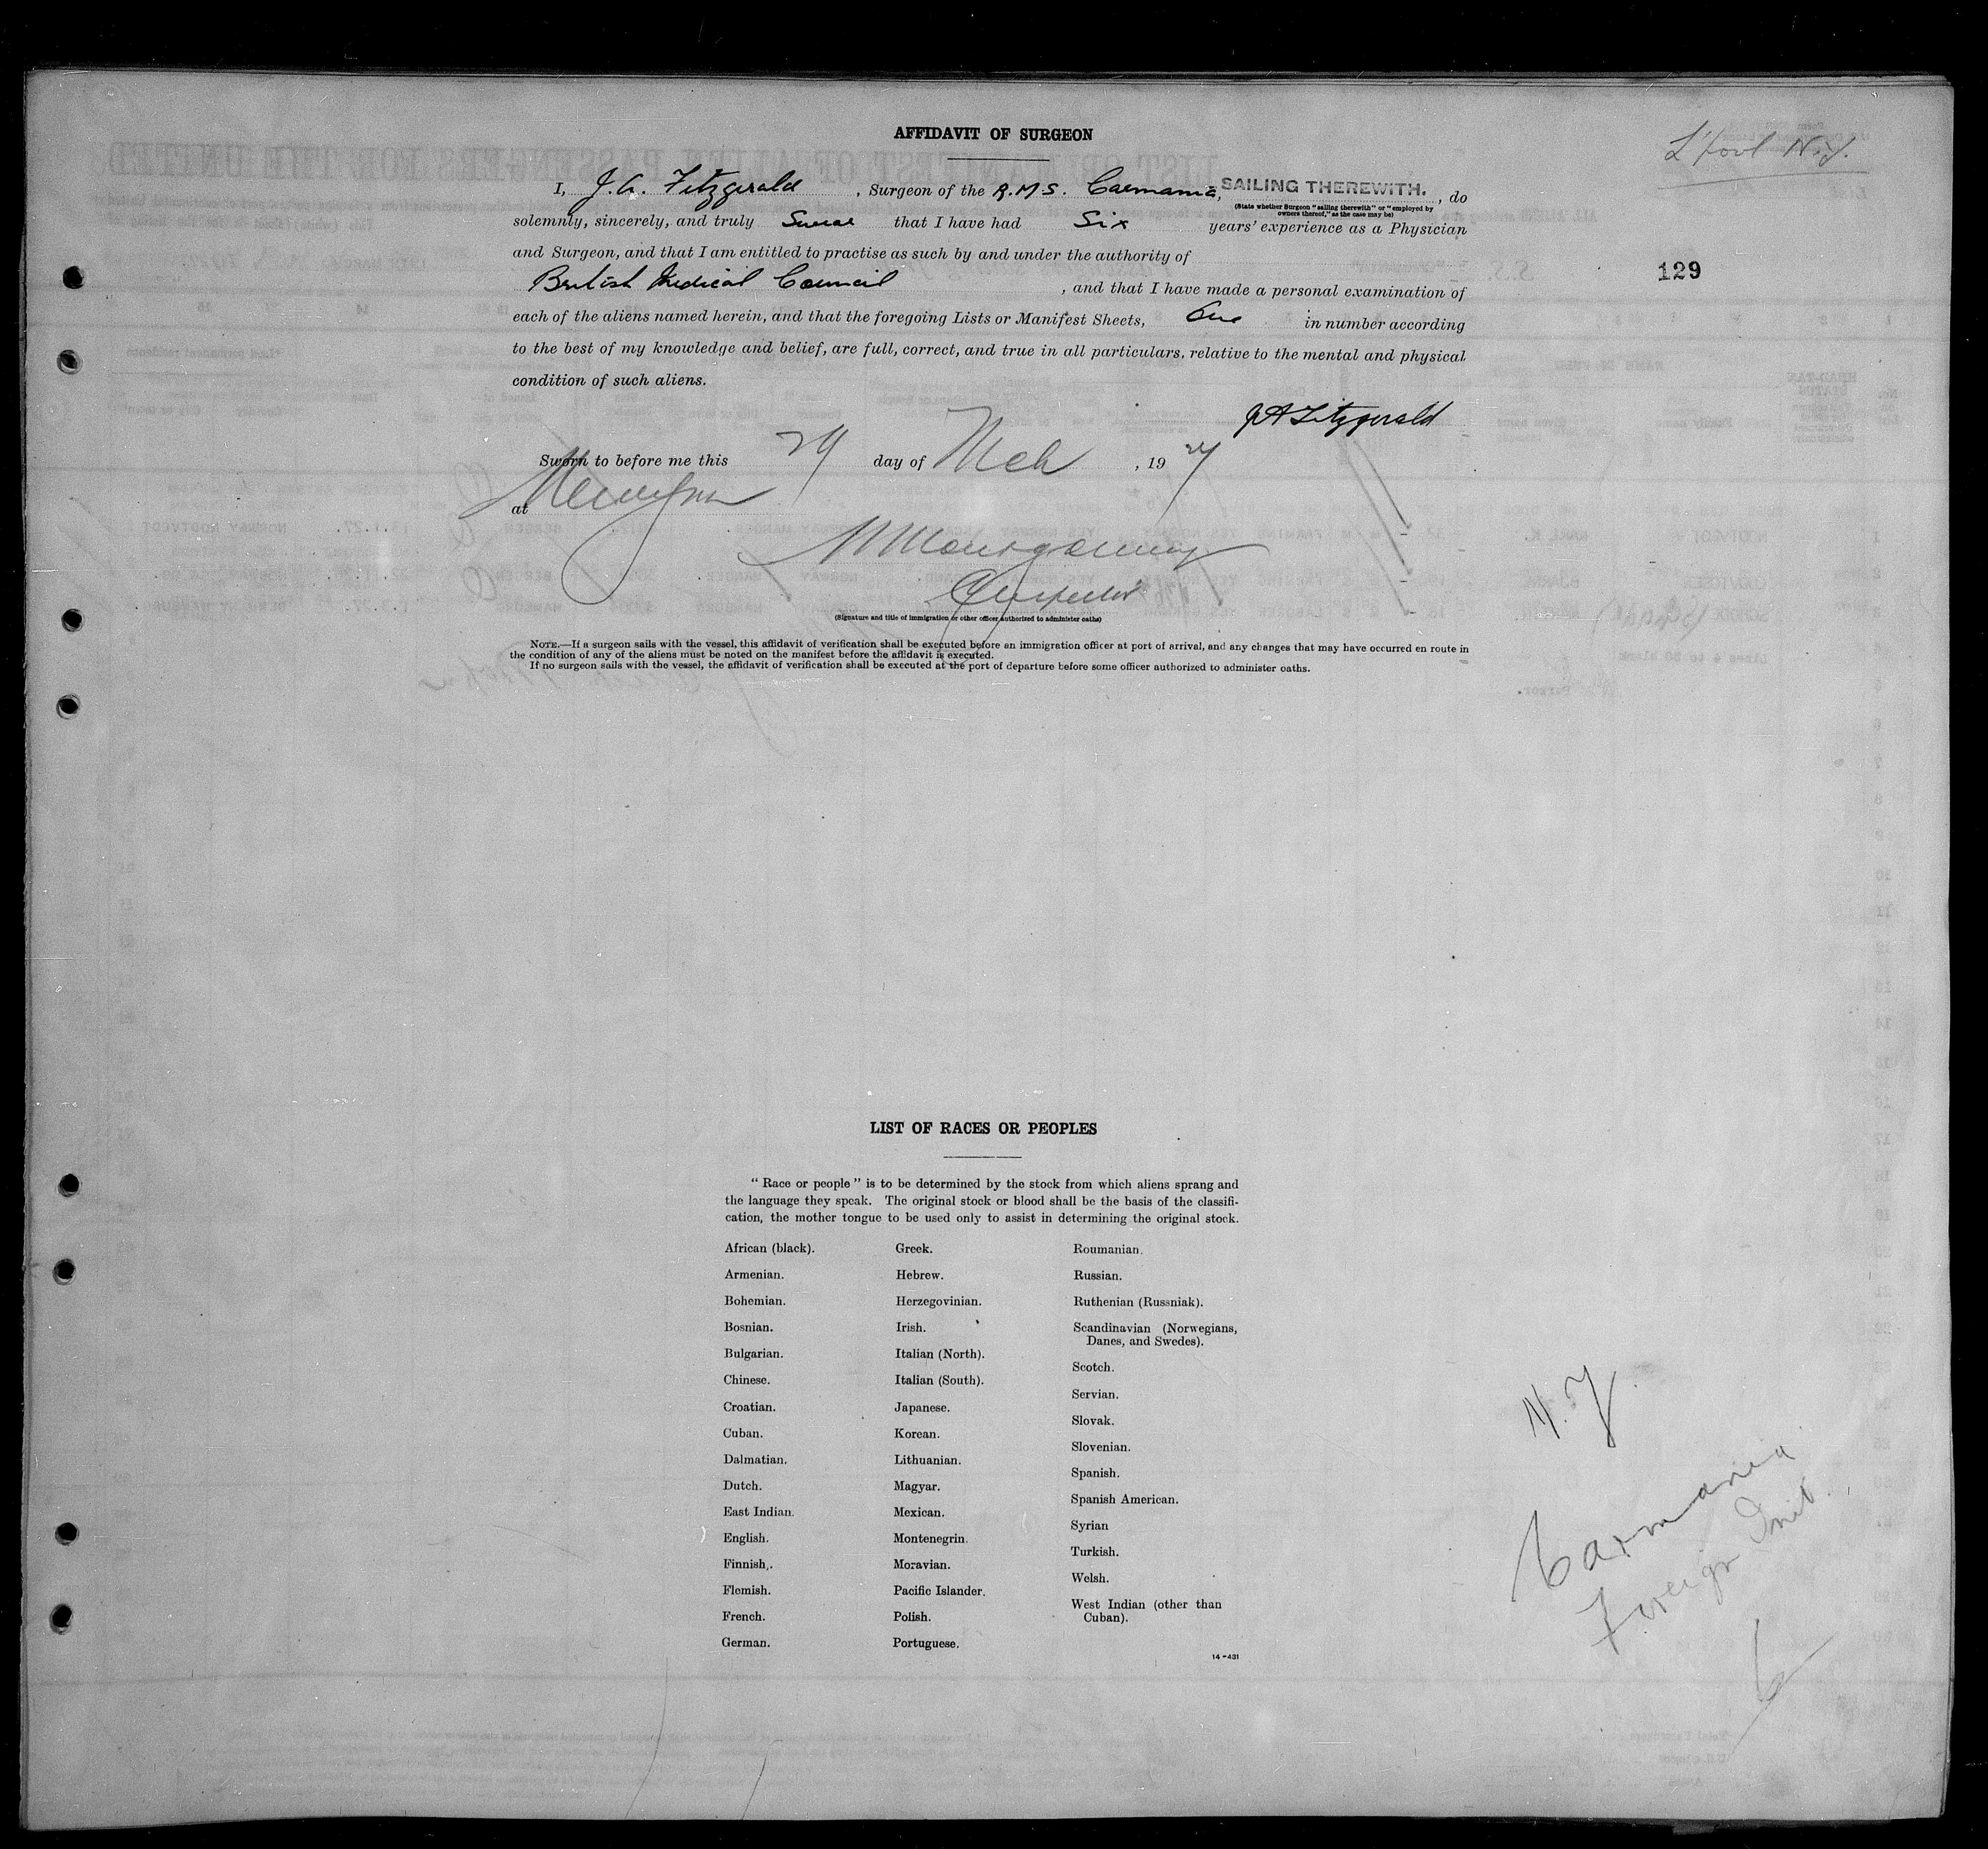 AFFIDAVIT OF SURGEON
L'pool N.Y.
I, J.A. Fitzgerald, Surgeon of the R.M.S. Carmania, SAILING THEREWITH., do
(State whether Surgeon "sailing therewith" or "employed by
owners thereof," as the case may be)
solemnly, sincerely, and truly Swear that I have had Six years' experience as a Physician
and Surgeon, and that I am entitled to practise as such by and under the authority of
129
British Medical Council, and that I have made a personal examination of
each of the aliens named herein, and that the foregoing Lists or Manifest Sheets, One in number according
to the best of my knowledge and belief, are full, correct, and true in all particulars, relative to the mental and physical
condition of such aliens.
JA Fitzgerald
Sworn to before me this 29 day of Mch, 1927
at
Montgomery
Inspector
(Signature and title of immigration or other officer authorized to administer oaths)
NOTE.—If a surgeon sails with the vessel, this affidavit of verification shall be executed before an immigration officer at port of arrival, and any changes that may have occurred en route in
the condition of any of the aliens must be noted on the manifest before the affidavit is executed.
If no surgeon sails with the vessel, the affidavit of verification shall be executed at the port of departure before some officer authorized to administer oaths.
LIST OF RACES OR PEOPLES
"Race or people" is to be determined by the stock from which aliens sprang and
the language they speak. The original stock or blood shall be the basis of the classifi-
cation, the mother tongue to be used only to assist in determining the original stock.
African (black).
Armenian.
Bohemian.
Bosnian.
Bulgarian.
Chinese.
Croatian.
Cuban.
Dalmatian.
Dutch.
East Indian.
English.
Finnish.
Flemish.
French.
German.
Greek.
Hebrew.
Herzegovinian.
Irish.
Italian (North).
Italian (South).
Japanese.
Korean.
Lithuanian.
Magyar.
Mexican.
Montenegrin.
Moravian.
Pacific Islander.
Polish.
Portuguese.
Roumanian.
Russian.
Ruthenian (Russniak).
Scandinavian (Norwegians,
Danes, and Swedes).
Scotch.
Servian.
Slovak.
Slovenian.
Spanish.
Spanish American.
Syrian
Turkish.
Welsh.
West Indian (other than
Cuban).
14-431
N.Y.
Carmania
Foreign